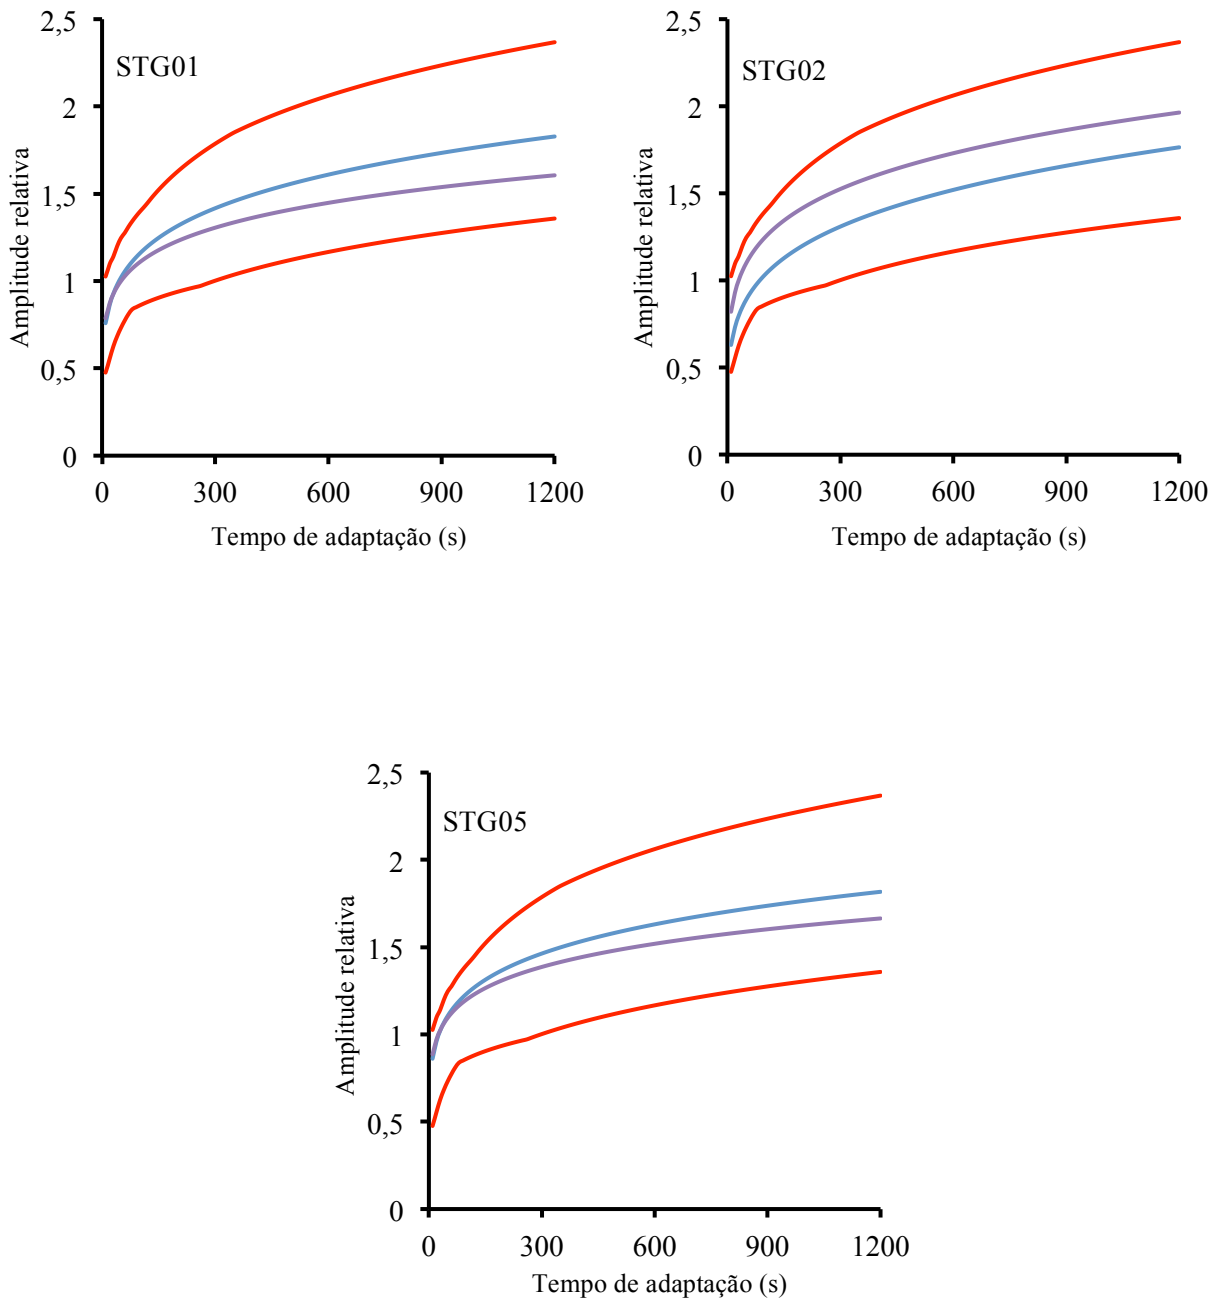 STG01
2,5
2
1,5
1
0,5
0
Amplitude relativa
0 300 600 900 1200
Tempo de adaptação (s)
STG02
2,5
2
1,5
1
0,5
0
Amplitude relativa
0 300 600 900 1200
Tempo de adaptação (s)
STG05
2,5
2
1,5
1
0,5
0
Amplitude relativa
0 300 600 900 1200
Tempo de adaptação (s)